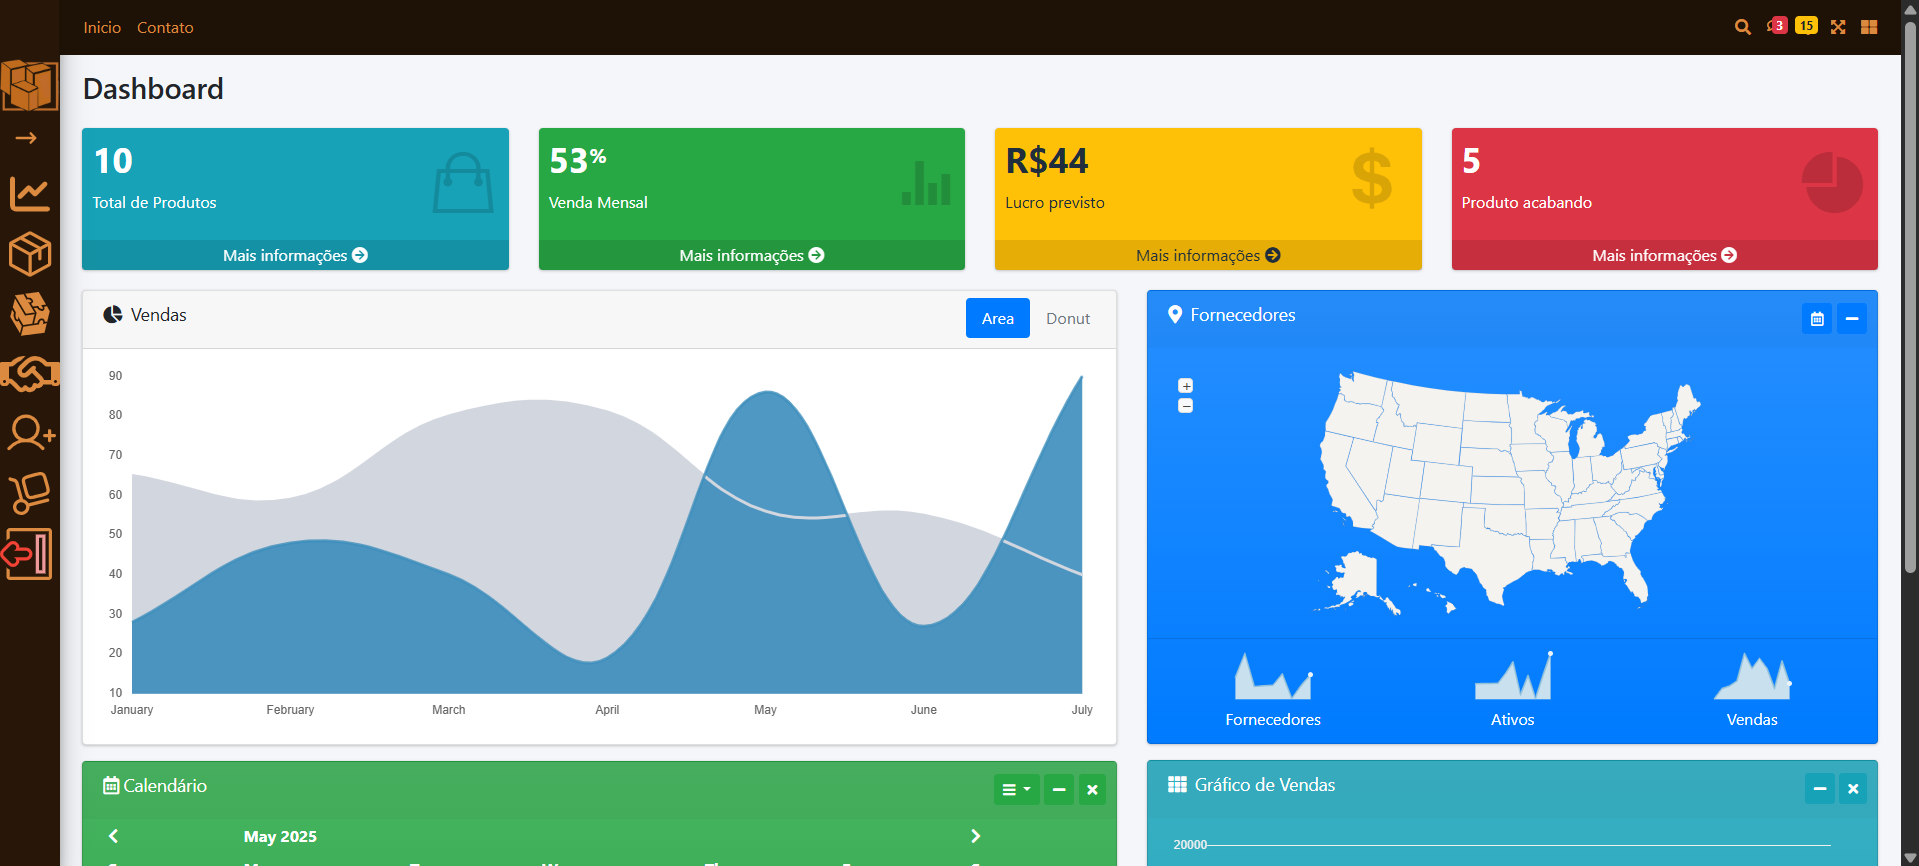 Inicio Contato
3 15
Dashboard
10
Total de Produtos
Mais informações
53%
Venda Mensal
Mais informações
R$44
Lucro previsto
Mais informações
5
Produto acabando
Mais informações
Vendas
Area Donut
90
80
70
60
50
40
30
20
10
January February March April May June July
Fornecedores
+
−
Fornecedores Ativos Vendas
Calendário
May 2025
Gráfico de Vendas
20000